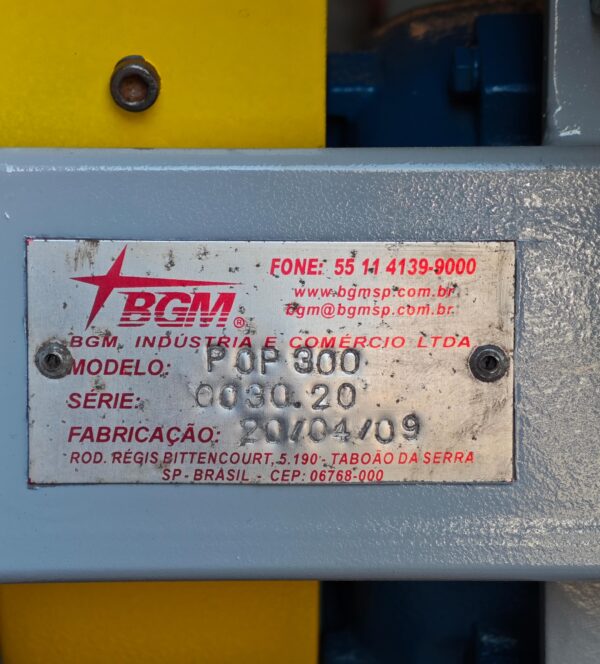 FONE: 55 11 4139-9000
www.bgmsp.com.br
BGM®
bgm@bgmsp.com.br
BGM INDÚSTRIA E COMÉRCIO LTDA
MODELO: POP 300
SÉRIE: 0030.20
FABRICAÇÃO: 20/04/09
ROD. RÉGIS BITTENCOURT, 5.190 - TABOÃO DA SERRA
SP - BRASIL - CEP: 06768-000